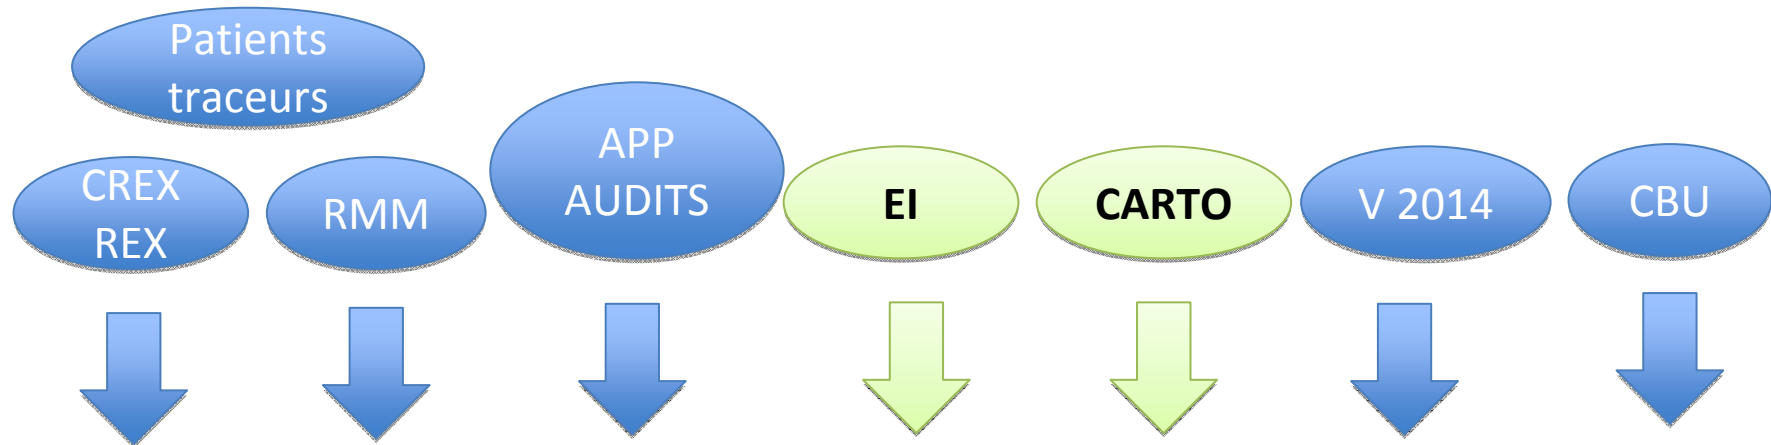 Patients
traceurs
CREX
REX
RMM
APP
AUDITS
EI
CARTO
V 2014
CBU